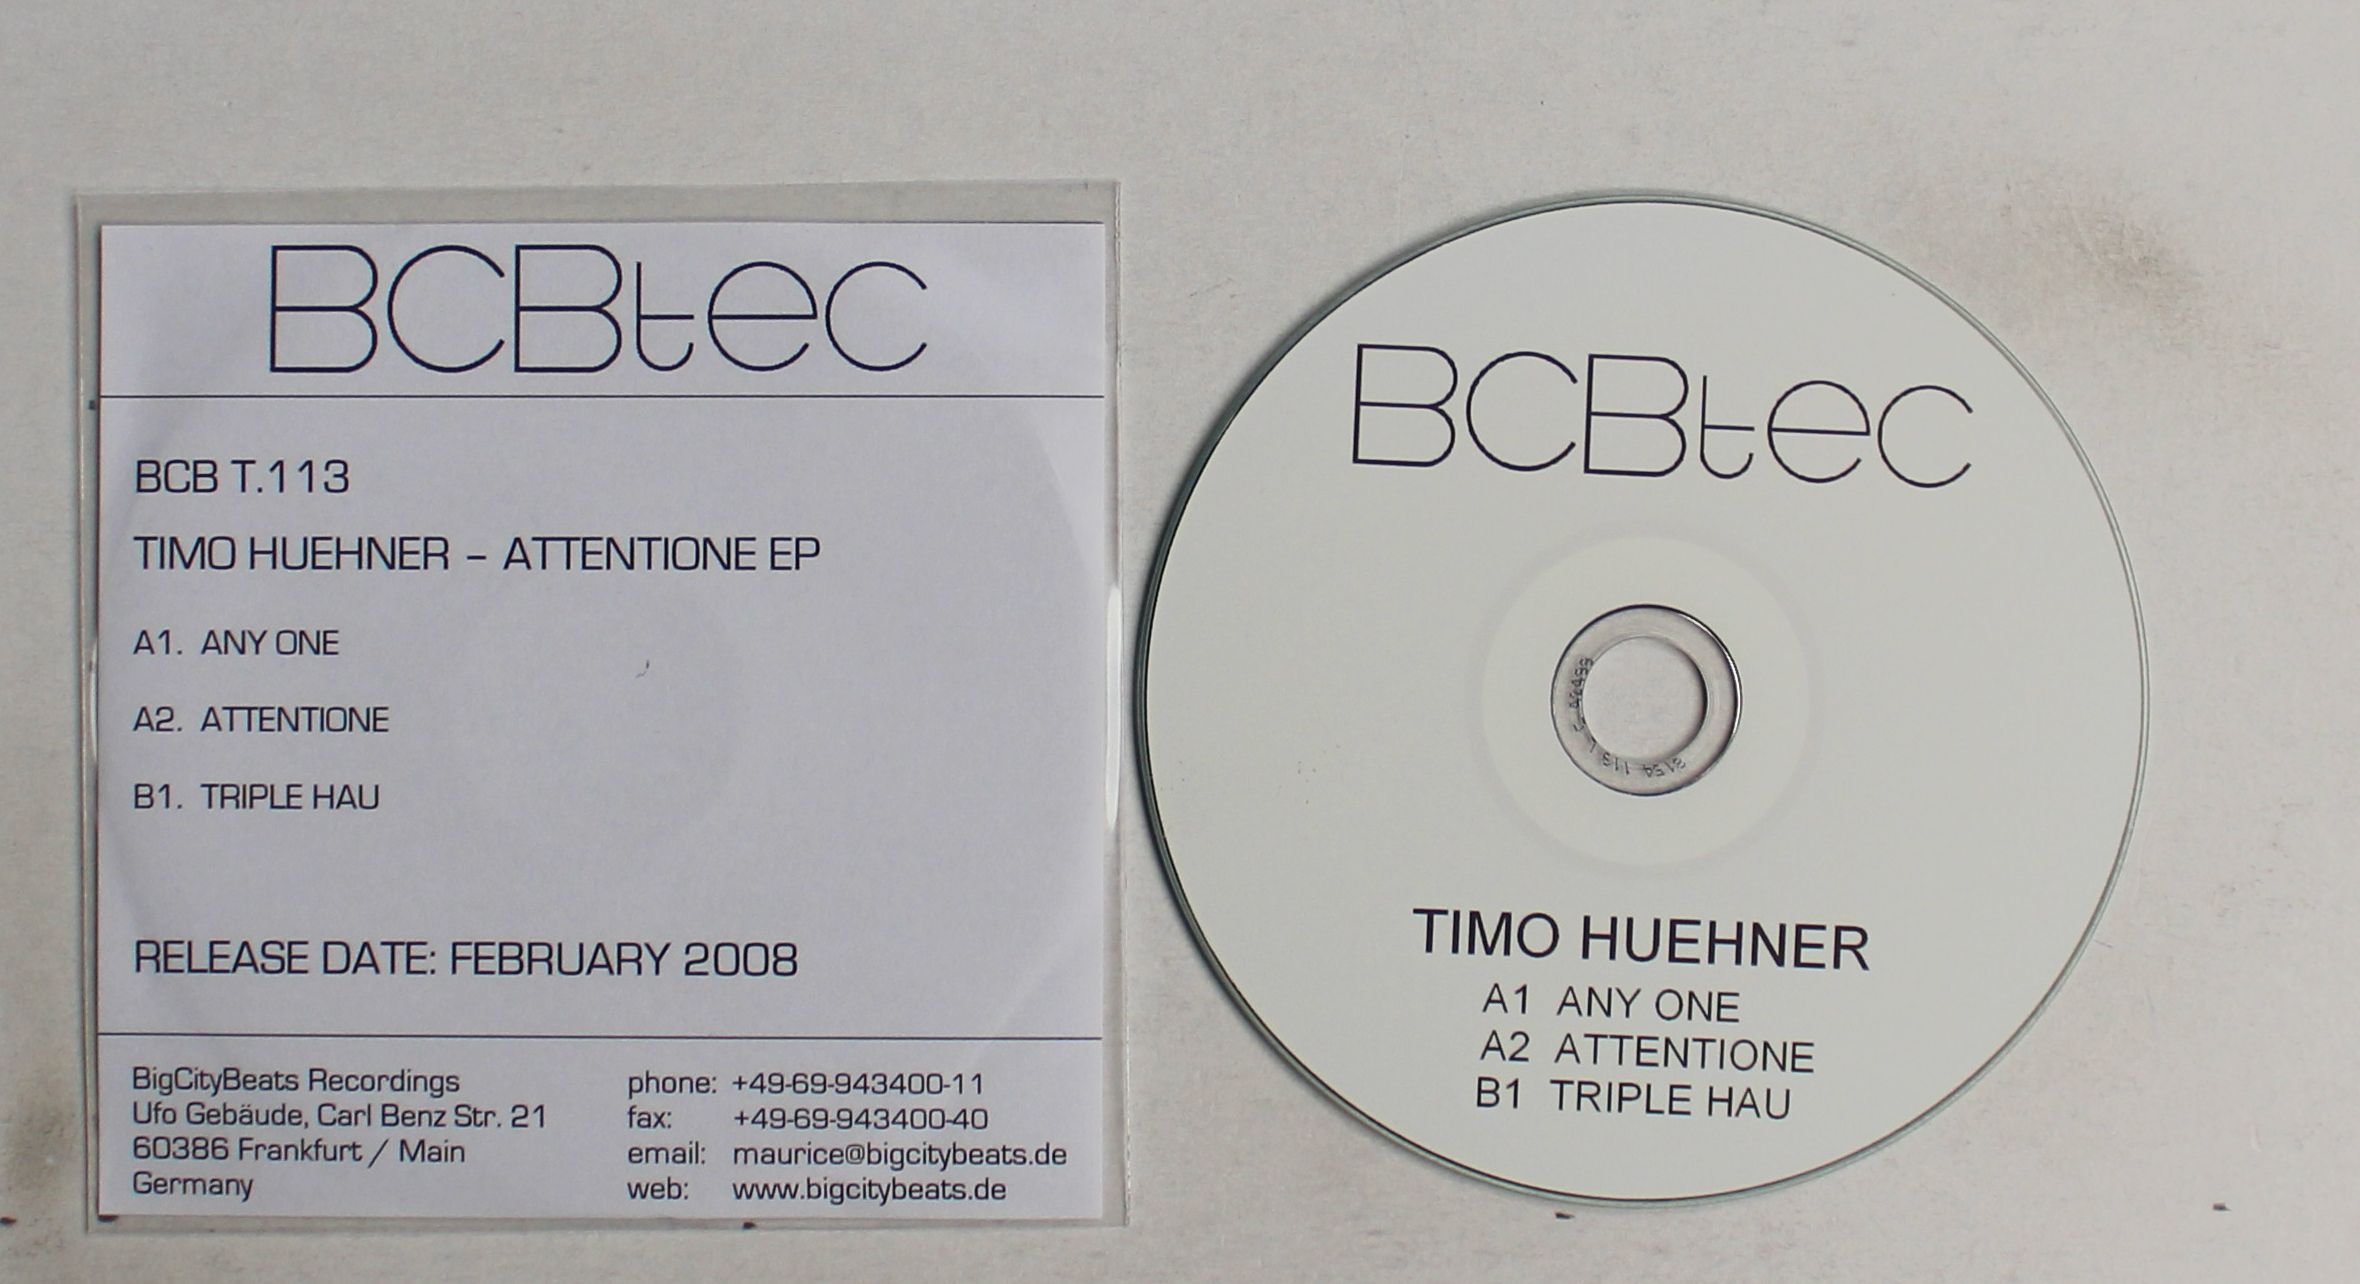 BCBtec
BCB T.113
TIMO HUEHNER – ATTENTIONE EP
A1. ANY ONE
A2. ATTENTIONE
B1. TRIPLE HAU
RELEASE DATE: FEBRUARY 2008
BigCityBeats Recordings
Ufo Gebäude, Carl Benz Str. 21
60386 Frankfurt / Main
Germany
phone: +49-69-943400-11
fax: +49-69-943400-40
email: maurice@bigcitybeats.de
web: www.bigcitybeats.de
BCBtec
TIMO HUEHNER
A1 ANY ONE
A2 ATTENTIONE
B1 TRIPLE HAU